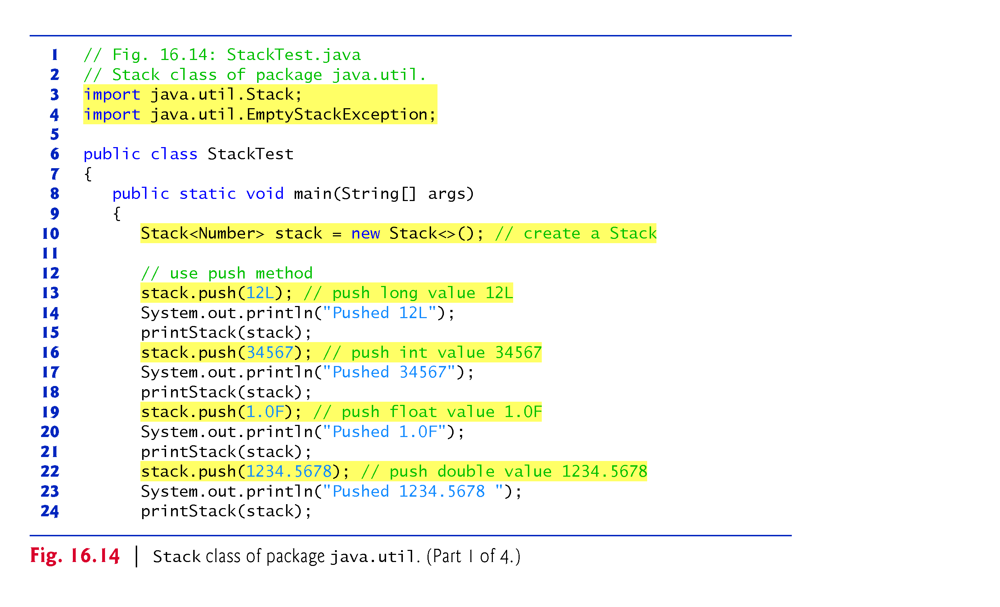 1 // Fig. 16.14: StackTest.java
2 // Stack class of package java.util.
3 import java.util.Stack;
4 import java.util.EmptyStackException;
5
6 public class StackTest
7 {
8 public static void main(String[] args)
9 {
10 Stack<Number> stack = new Stack<>(); // create a Stack
11
12 // use push method
13 stack.push(12L); // push long value 12L
14 System.out.println("Pushed 12L");
15 printStack(stack);
16 stack.push(34567); // push int value 34567
17 System.out.println("Pushed 34567");
18 printStack(stack);
19 stack.push(1.0F); // push float value 1.0F
20 System.out.println("Pushed 1.0F");
21 printStack(stack);
22 stack.push(1234.5678); // push double value 1234.5678
23 System.out.println("Pushed 1234.5678 ");
24 printStack(stack);
Fig. 16.14 | Stack class of package java.util. (Part 1 of 4.)